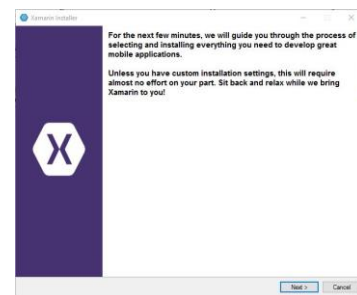 Xamarin Installer
For the next few minutes, we will guide you through the process of
selecting and installing everything you need to develop great
mobile applications.
Unless you have custom installation settings, this will require
almost no effort on your part. Sit back and relax while we bring
Xamarin to you!
Next >
Cancel